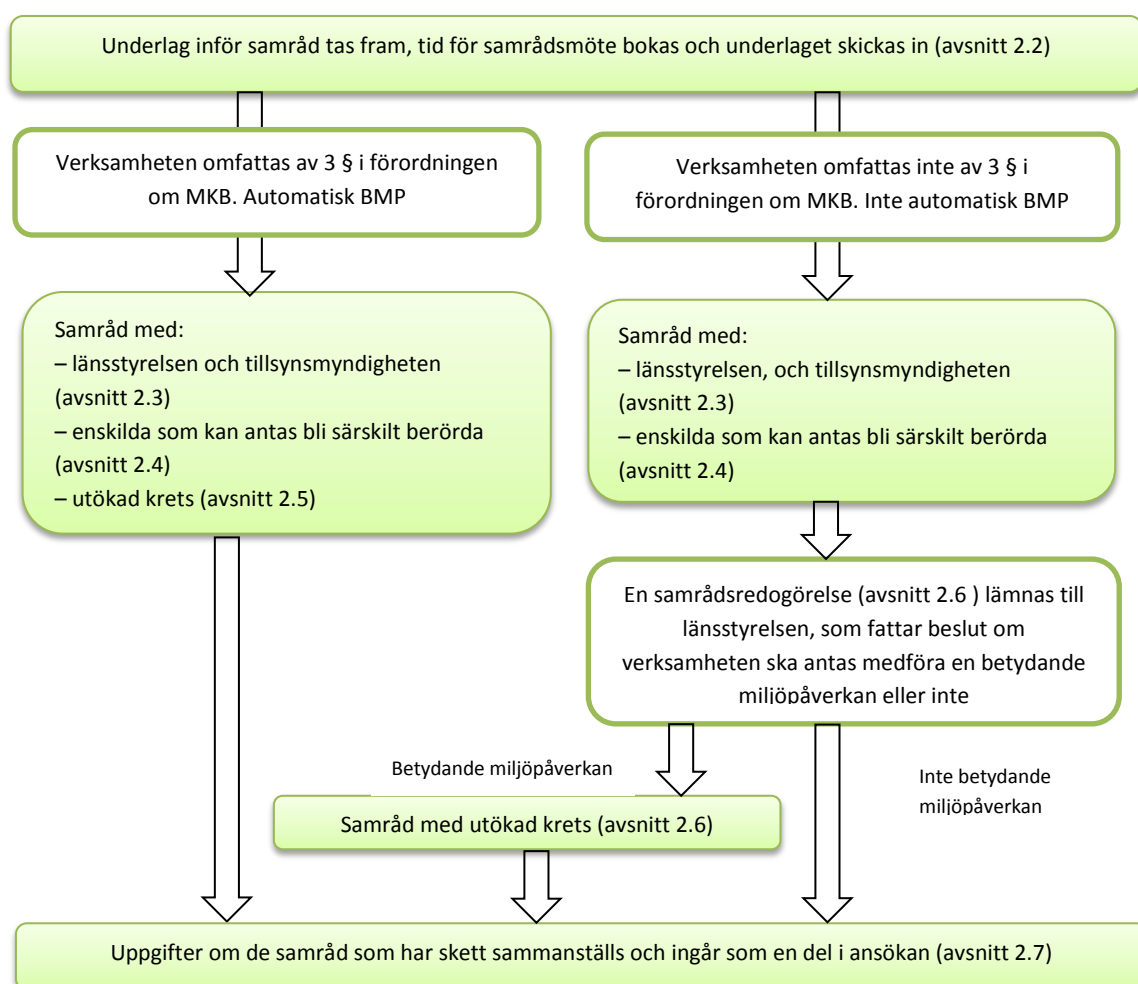 Underlag inför samråd tas fram, tid för samrådsmöte bokas och underlaget skickas in (avsnitt 2.2)
Verksamheten omfattas av 3 § i förordningen
om MKB. Automatisk BMP
Verksamheten omfattas inte av 3 § i
förordningen om MKB. Inte automatisk BMP
Samråd med:
– länsstyrelsen och tillsynsmyndigheten
(avsnitt 2.3)
– enskilda som kan antas bli särskilt berörda
(avsnitt 2.4)
– utökad krets (avsnitt 2.5)
Samråd med:
– länsstyrelsen, och tillsynsmyndigheten
(avsnitt 2.3)
– enskilda som kan antas bli särskilt berörda
(avsnitt 2.4)
En samrådsredogörelse (avsnitt 2.6 ) lämnas till
länsstyrelsen, som fattar beslut om
verksamheten ska antas medföra en betydande
miljöpåverkan eller inte
Betydande miljöpåverkan
Inte betydande
miljöpåverkan
Samråd med utökad krets (avsnitt 2.6)
Uppgifter om de samråd som har skett sammanställs och ingår som en del i ansökan (avsnitt 2.7)